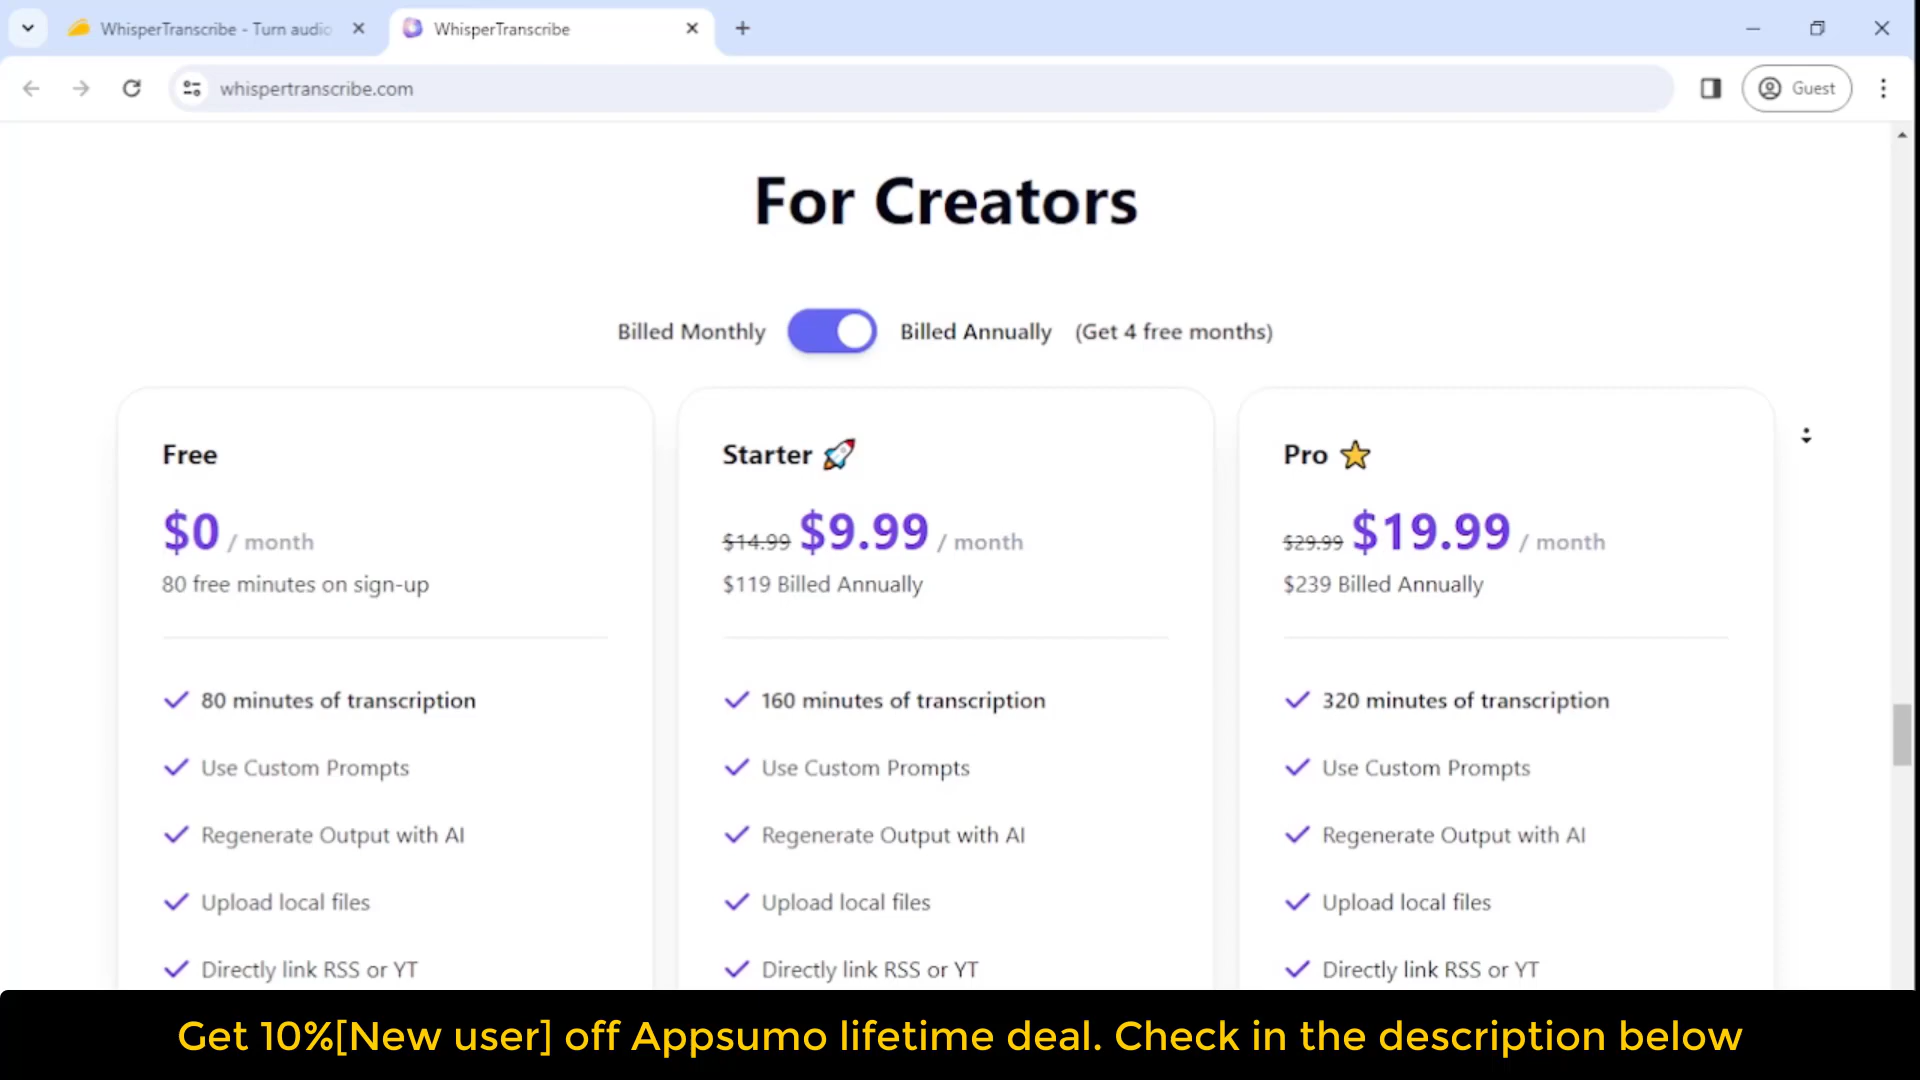 WhisperTranscribe - Turn audio
WhisperTranscribe
whispertranscribe.com
Guest
For Creators
Billed Monthly
Billed Annually
(Get 4 free months)
Free
$0 / month
80 free minutes on sign-up
80 minutes of transcription
Use Custom Prompts
Regenerate Output with AI
Upload local files
Directly link RSS or YT
Starter
$14.99 $9.99 / month
$119 Billed Annually
160 minutes of transcription
Use Custom Prompts
Regenerate Output with AI
Upload local files
Directly link RSS or YT
Pro
$29.99 $19.99 / month
$239 Billed Annually
320 minutes of transcription
Use Custom Prompts
Regenerate Output with AI
Upload local files
Directly link RSS or YT
Get 10%[New user] off Appsumo lifetime deal. Check in the description below